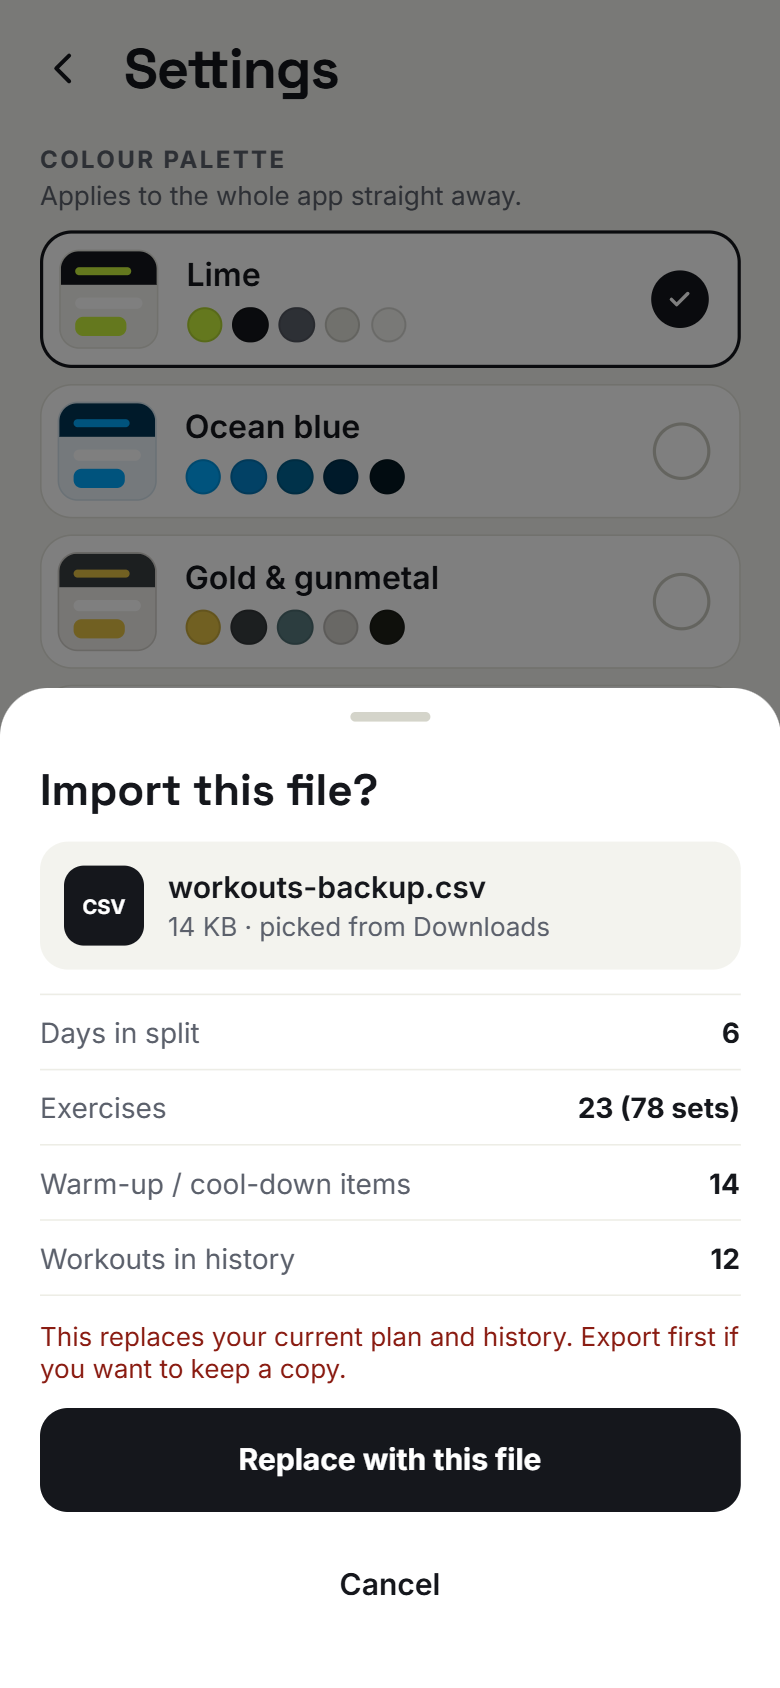 Settings
COLOUR PALETTE
Applies to the whole app straight away.
Lime
Ocean blue
Gold & gunmetal
Import this file?
CSV
workouts-backup.csv
14 KB · picked from Downloads
Days in split 6
Exercises 23 (78 sets)
Warm-up / cool-down items 14
Workouts in history 12
This replaces your current plan and history. Export first if
you want to keep a copy.
Replace with this file
Cancel